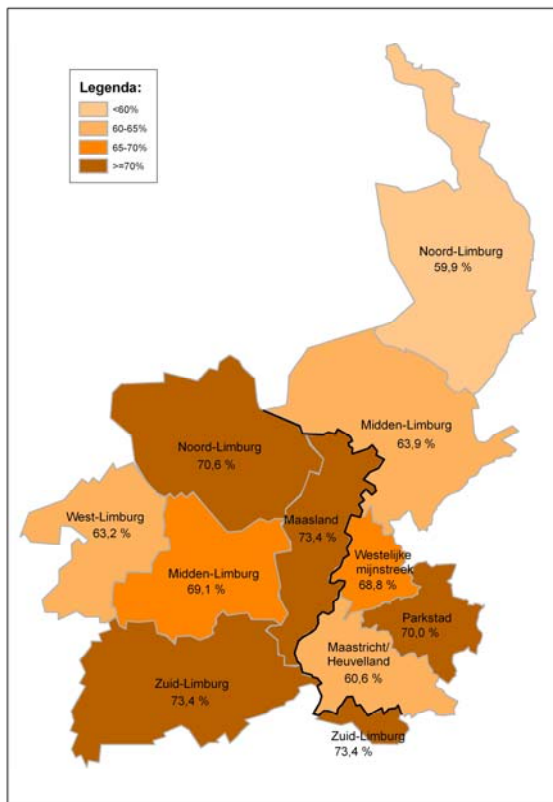 Legenda:
<60%
60-65%
65-70%
>=70%
Noord-Limburg
59,9 %
Midden-Limburg
63,9 %
Noord-Limburg
70,6 %
West-Limburg
63,2 %
Maasland
73,4 %
Midden-Limburg
69,1 %
Westelijke
mijnstreek
68,8 %
Parkstad
70,0 %
Maastricht/
Heuvelland
60,6 %
Zuid-Limburg
73,4 %
Zuid-Limburg
73,4 %